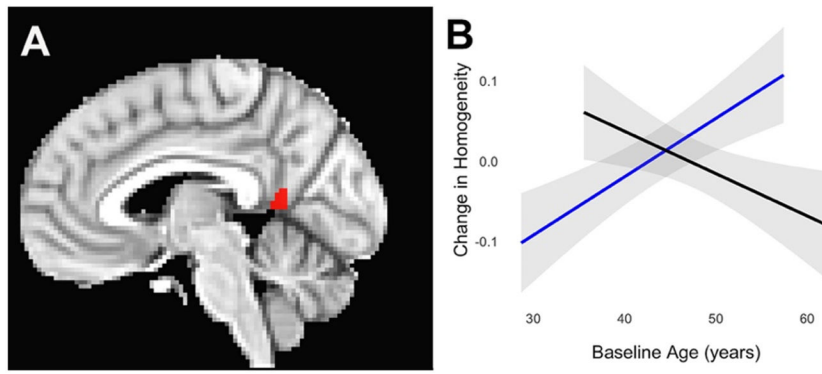 A
B
Change in Homogeneity
0.1
0.0
-0.1
30 40 50 60
Baseline Age (years)